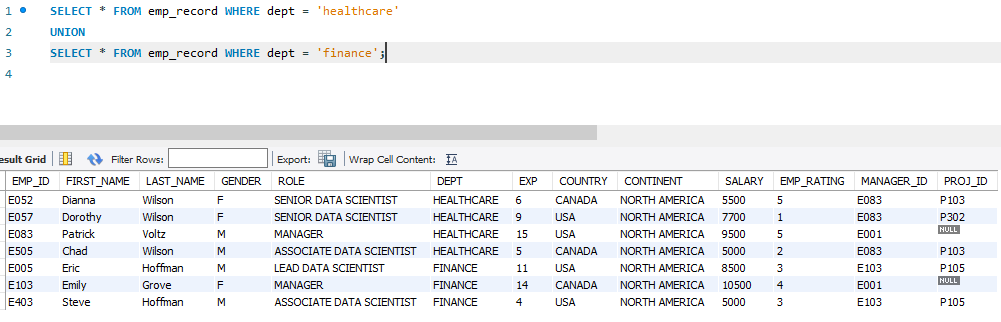 1 SELECT * FROM emp_record WHERE dept = 'healthcare'
2 UNION
3 SELECT * FROM emp_record WHERE dept = 'finance';
4
esult Grid Filter Rows: Export: Wrap Cell Content:
EMP_ID FIRST_NAME LAST_NAME GENDER ROLE DEPT EXP COUNTRY CONTINENT SALARY EMP_RATING MANAGER_ID PROJ_ID
E052 Dianna Wilson F SENIOR DATA SCIENTIST HEALTHCARE 6 CANADA NORTH AMERICA 5500 5 E083 P103
E057 Dorothy Wilson F SENIOR DATA SCIENTIST HEALTHCARE 9 USA NORTH AMERICA 7700 1 E083 P302
E083 Patrick Voltz M MANAGER HEALTHCARE 15 USA NORTH AMERICA 9500 5 E001 NULL
E505 Chad Wilson M ASSOCIATE DATA SCIENTIST HEALTHCARE 5 CANADA NORTH AMERICA 5000 2 E083 P103
E005 Eric Hoffman M LEAD DATA SCIENTIST FINANCE 11 USA NORTH AMERICA 8500 3 E103 P105
E103 Emily Grove F MANAGER FINANCE 14 CANADA NORTH AMERICA 10500 4 E001 NULL
E403 Steve Hoffman M ASSOCIATE DATA SCIENTIST FINANCE 4 USA NORTH AMERICA 5000 3 E103 P105